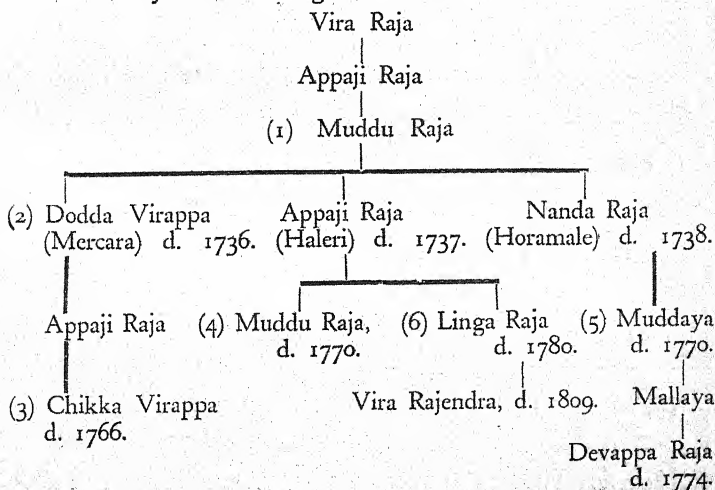 Vira Raja
Appaji Raja
(1) Muddu Raja
(2) Dodda Virappa Appaji Raja Nanda Raja
(Mercara) d. 1736. (Haleri) d. 1737. (Horamale) d. 1738.
Appaji Raja (4) Muddu Raja, (6) Linga Raja (5) Muddaya
d. 1770. d. 1780. d. 1770.
(3) Chikka Virappa Vira Rajendra, d. 1809. Mallaya
d. 1766.
Devappa Raja
d. 1774.